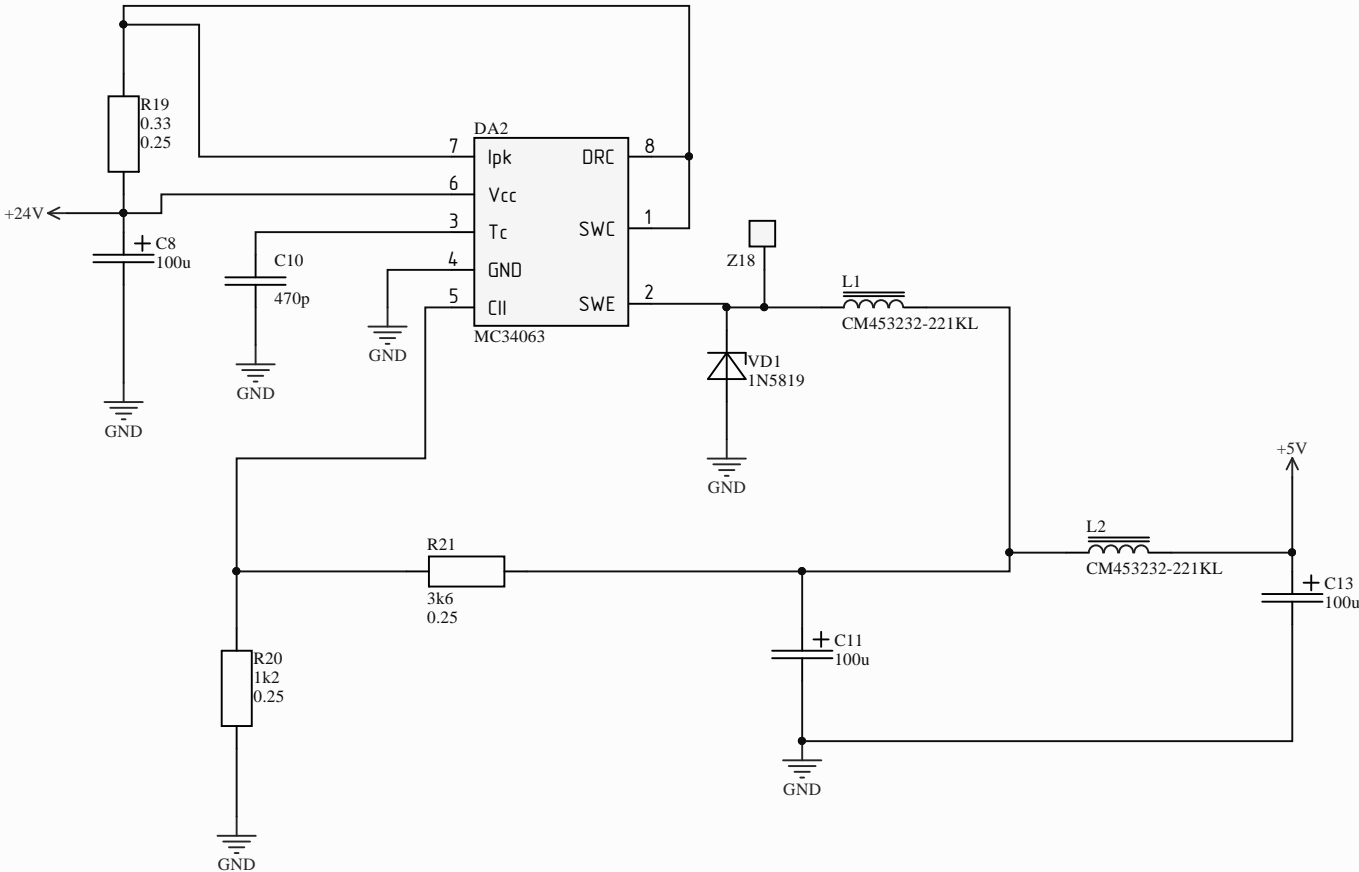 R19
0.33
0.25
+24V
C8
100u
C10
470p
GND
GND
GND
DA2
7
Ipk
DRC
8
6
Vcc
3
Tc
SWC
1
4
GND
5
CII
SWE
2
MC34063
Z18
L1
CM453232-221KL
VD1
1N5819
GND
+5V
L2
CM453232-221KL
C13
100u
R21
3k6
0.25
C11
100u
R20
1k2
0.25
GND
GND